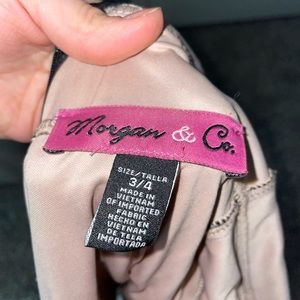 Morgan & Co.
SIZE/TALLA
3/4
MADE IN
VIETNAM
OF IMPORTED
FABRIC
HECHO EN
VIETNAM
DE TELA
IMPORTADA